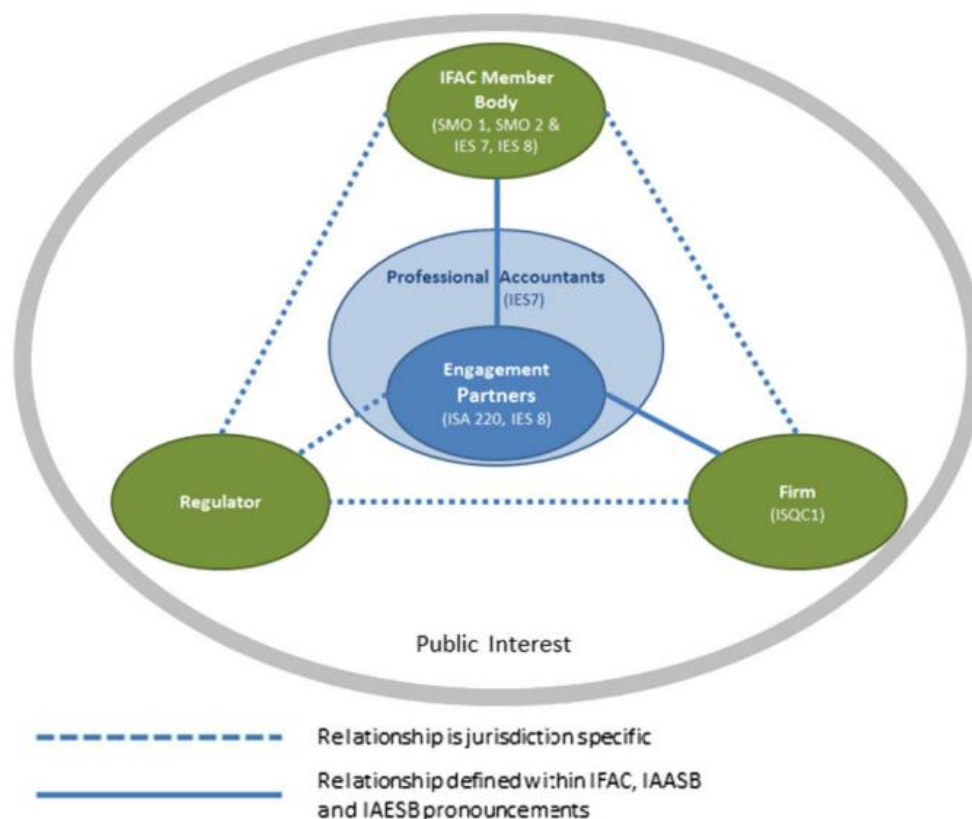 IFAC Member
Body
(SMO 1, SMO 2 &
IES 7, IES 8)
Professional Accountants
(IES7)
Engagement
Partners
(ISA 220, IES 8)
Regulator
Firm
(ISQC1)
Public Interest
Relationship is jurisdiction specific
Relationship defined within IFAC, IAASB
and IAESB pronouncements